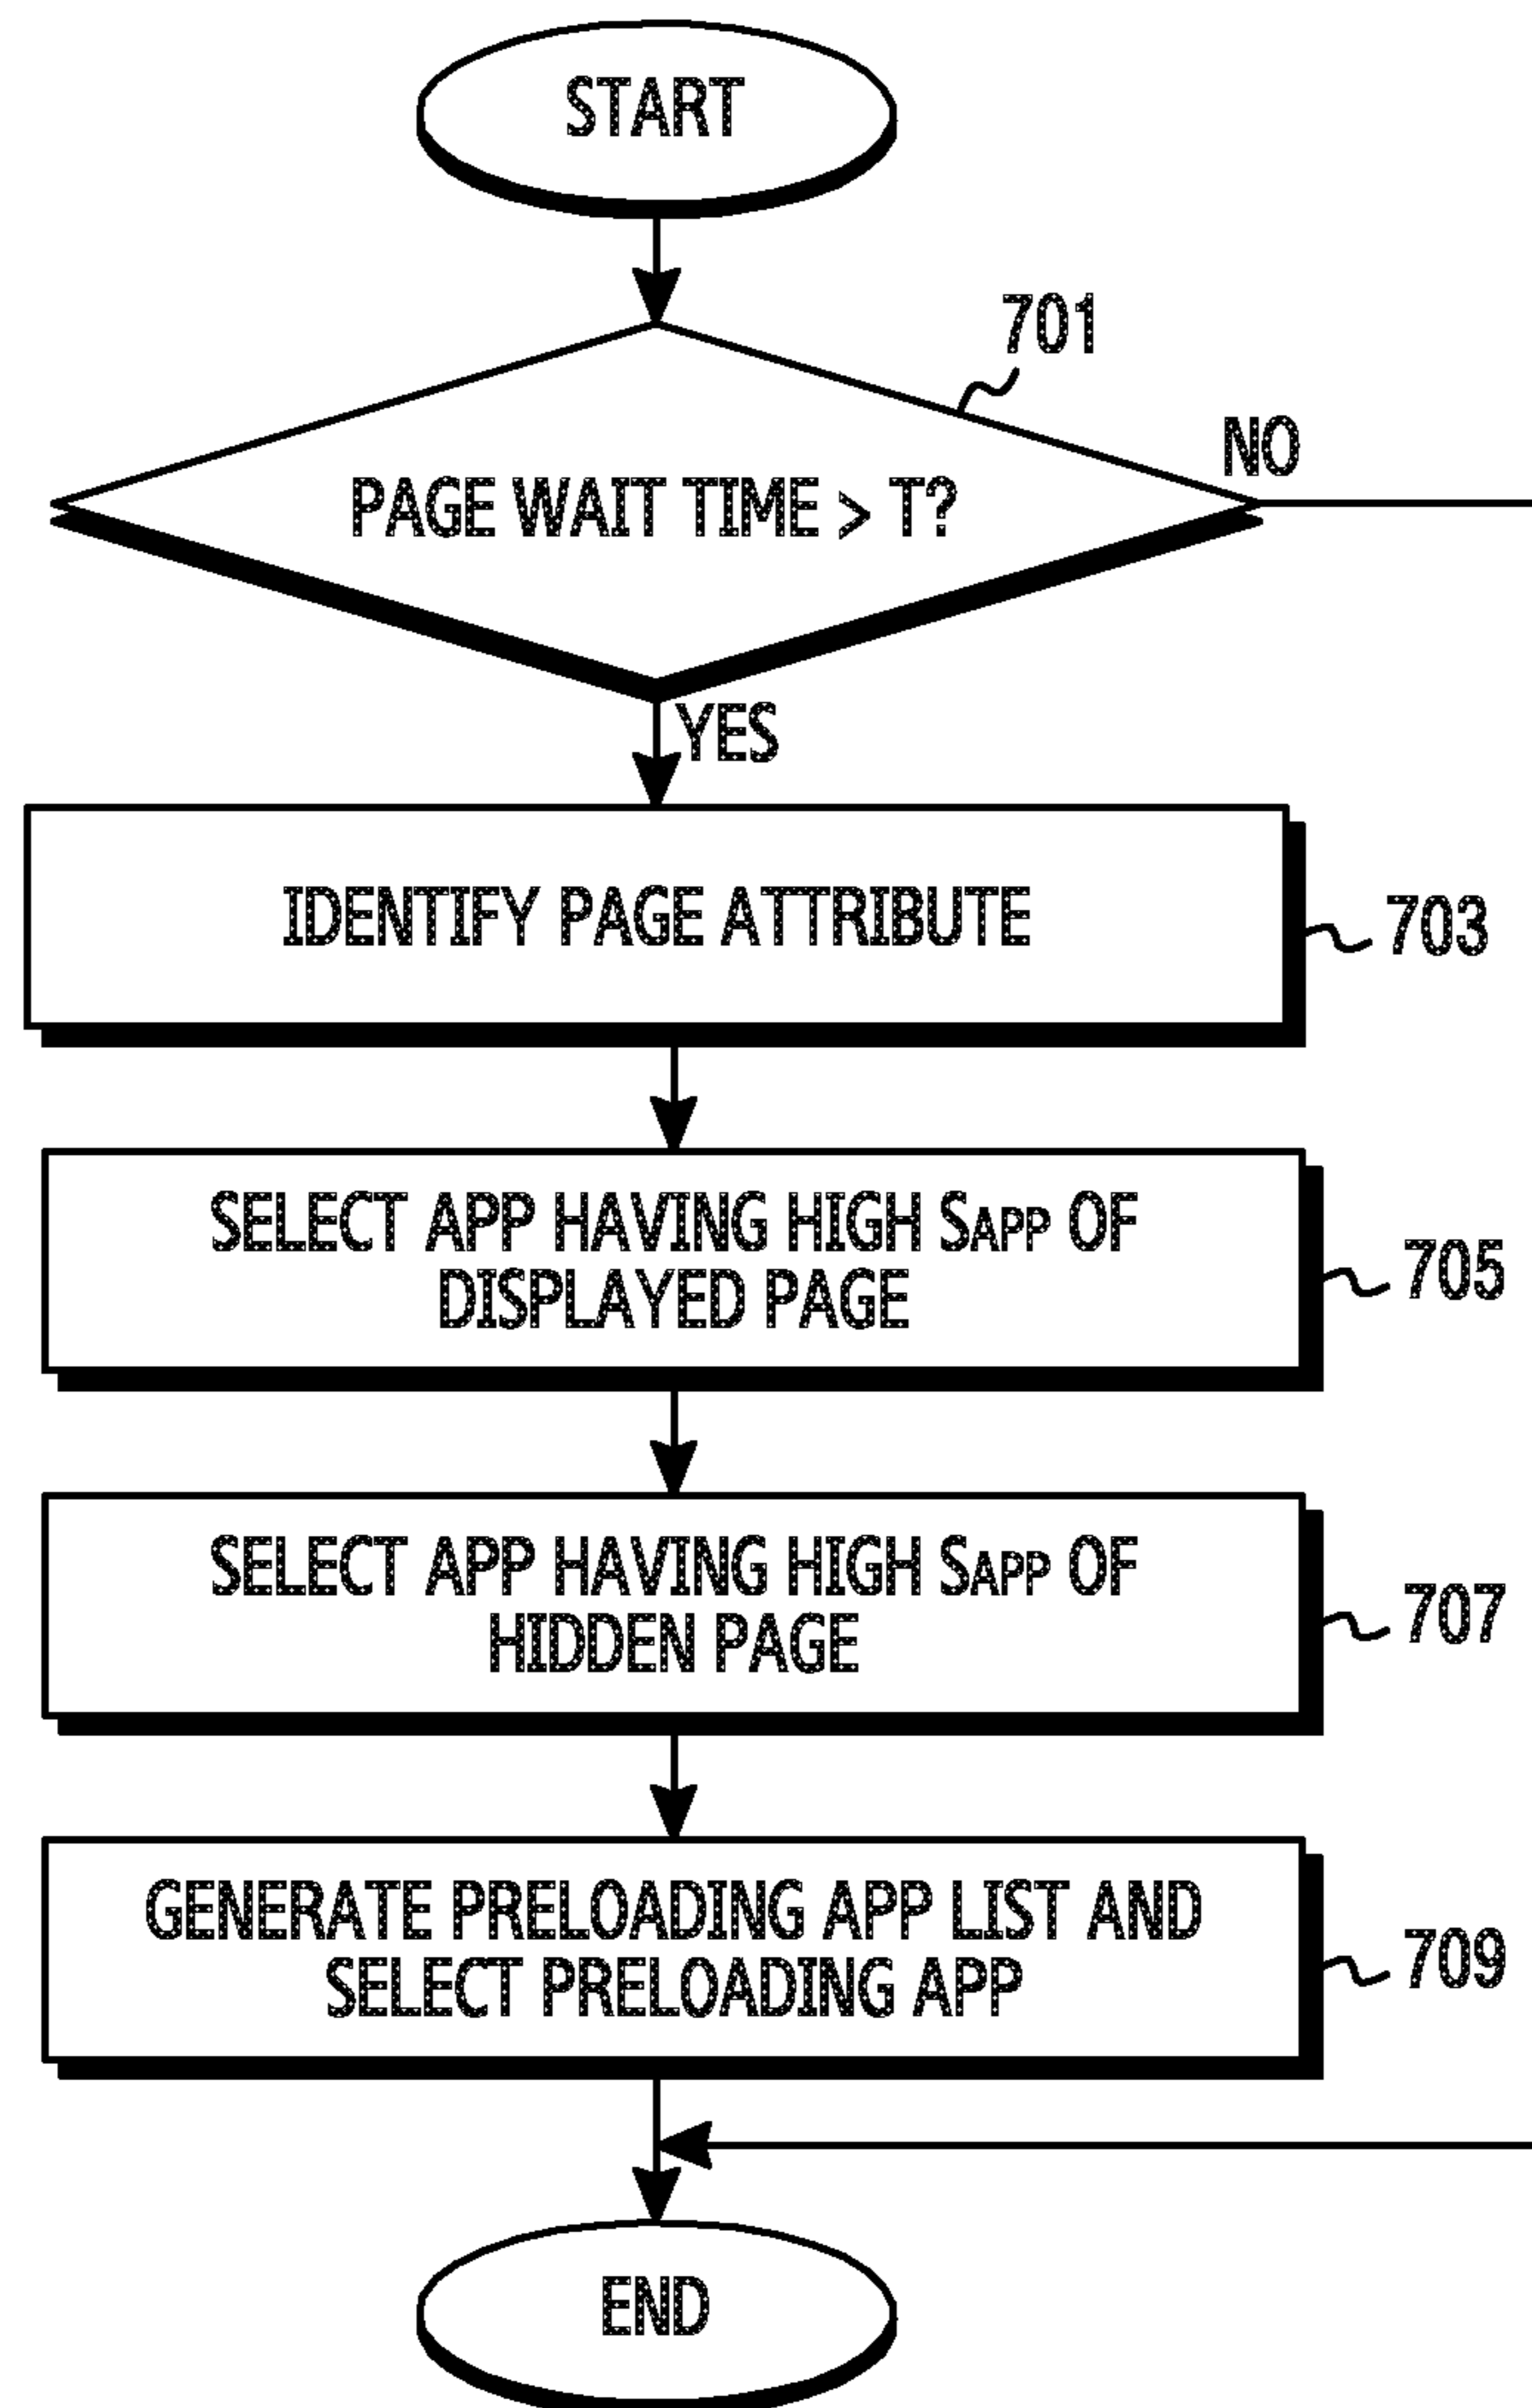 START
701
NO
PAGE WAIT TIME > T?
YES
IDENTIFY PAGE ATTRIBUTE
703
SELECT APP HAVING HIGH SAPP OF
DISPLAYED PAGE
705
SELECT APP HAVING HIGH SAPP OF
HIDDEN PAGE
707
GENERATE PRELOADING APP LIST AND
SELECT PRELOADING APP
709
END